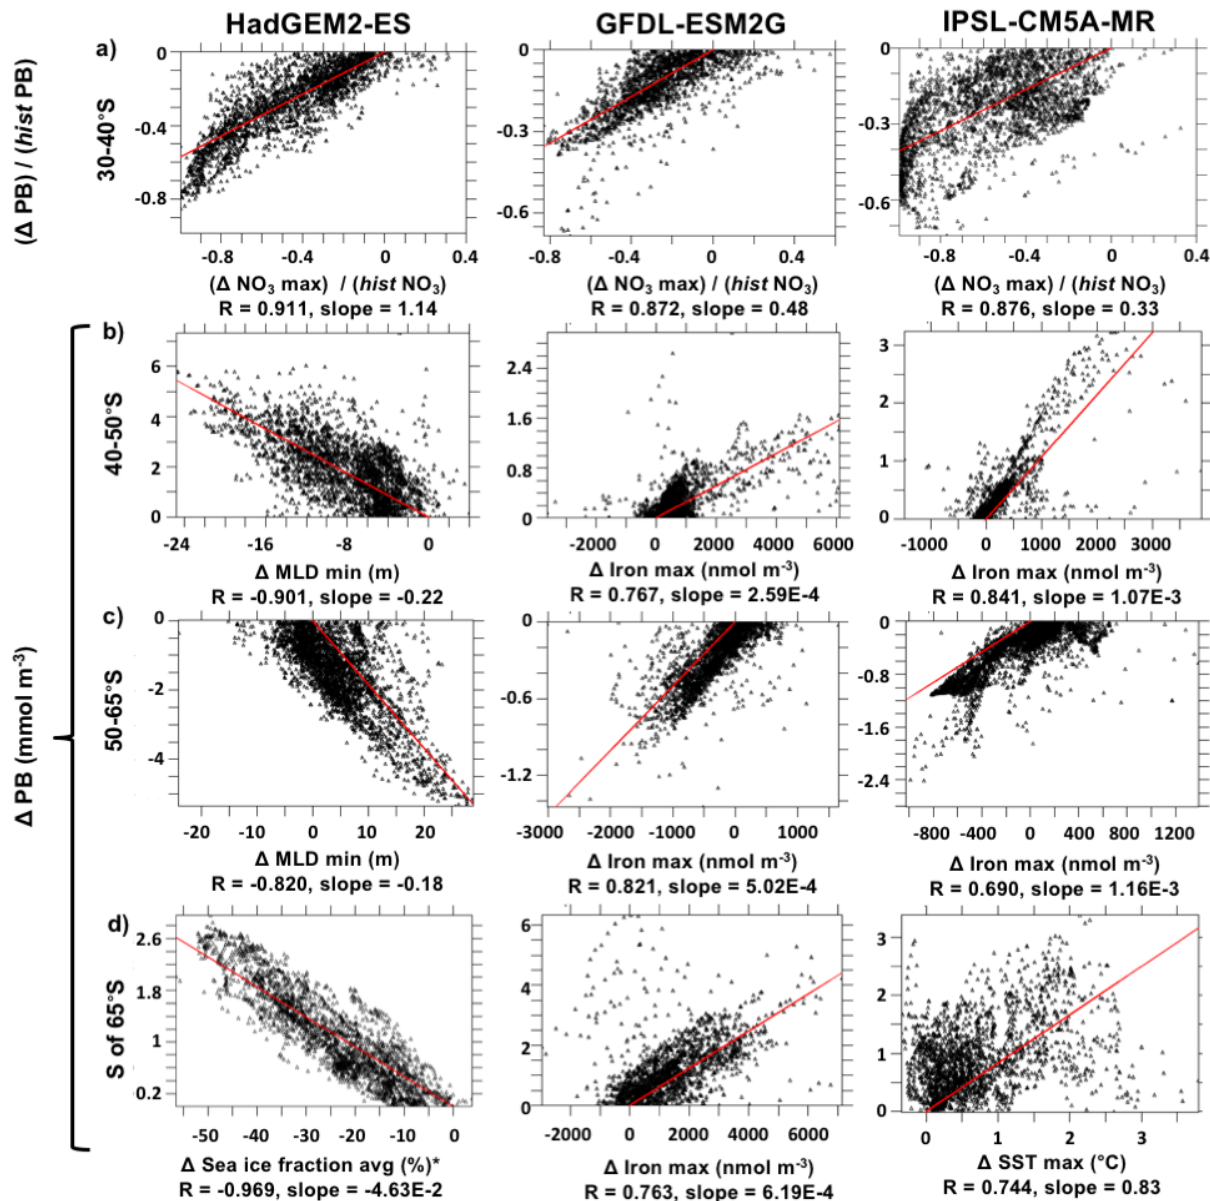 HadGEM2-ES GFDL-ESM2G IPSL-CM5A-MR
(Δ PB) / (hist PB)
30-40°S
a)
0 -0.4 -0.8
-0.8 -0.4 0 0.4
(Δ NO₃ max) / (hist NO₃)
R = 0.911, slope = 1.14
0 -0.3 -0.6
-0.8 -0.4 0 0.4
(Δ NO₃ max) / (hist NO₃)
R = 0.872, slope = 0.48
0 -0.3 -0.6
-0.8 -0.4 0 0.4
(Δ NO₃ max) / (hist NO₃)
R = 0.876, slope = 0.33
Δ PB (mmol m⁻³)
40-50°S
b)
6 4 2 0
-24 -16 -8 0
Δ MLD min (m)
R = -0.901, slope = -0.22
2.4 1.6 0.8 0
-2000 0 2000 4000 6000
Δ Iron max (nmol m⁻³)
R = 0.767, slope = 2.59E-4
3 2 1 0
-1000 0 1000 2000 3000
Δ Iron max (nmol m⁻³)
R = 0.841, slope = 1.07E-3
50-65°S
c)
0 -2 -4
-20 -10 0 10 20
Δ MLD min (m)
R = -0.820, slope = -0.18
0 -0.6 -1.2
-3000 -2000 -1000 0 1000
Δ Iron max (nmol m⁻³)
R = 0.821, slope = 5.02E-4
0 -0.8 -1.6 -2.4
-800 -400 0 400 800 1200
Δ Iron max (nmol m⁻³)
R = 0.690, slope = 1.16E-3
S of 65°S
d)
2.6 1.8 1 0.2
-50 -40 -30 -20 -10 0
Δ Sea ice fraction avg (%)*
R = -0.969, slope = -4.63E-2
6 4 2 0
-2000 0 2000 4000 6000
Δ Iron max (nmol m⁻³)
R = 0.763, slope = 6.19E-4
3 2 1 0
0 1 2 3
Δ SST max (°C)
R = 0.744, slope = 0.83